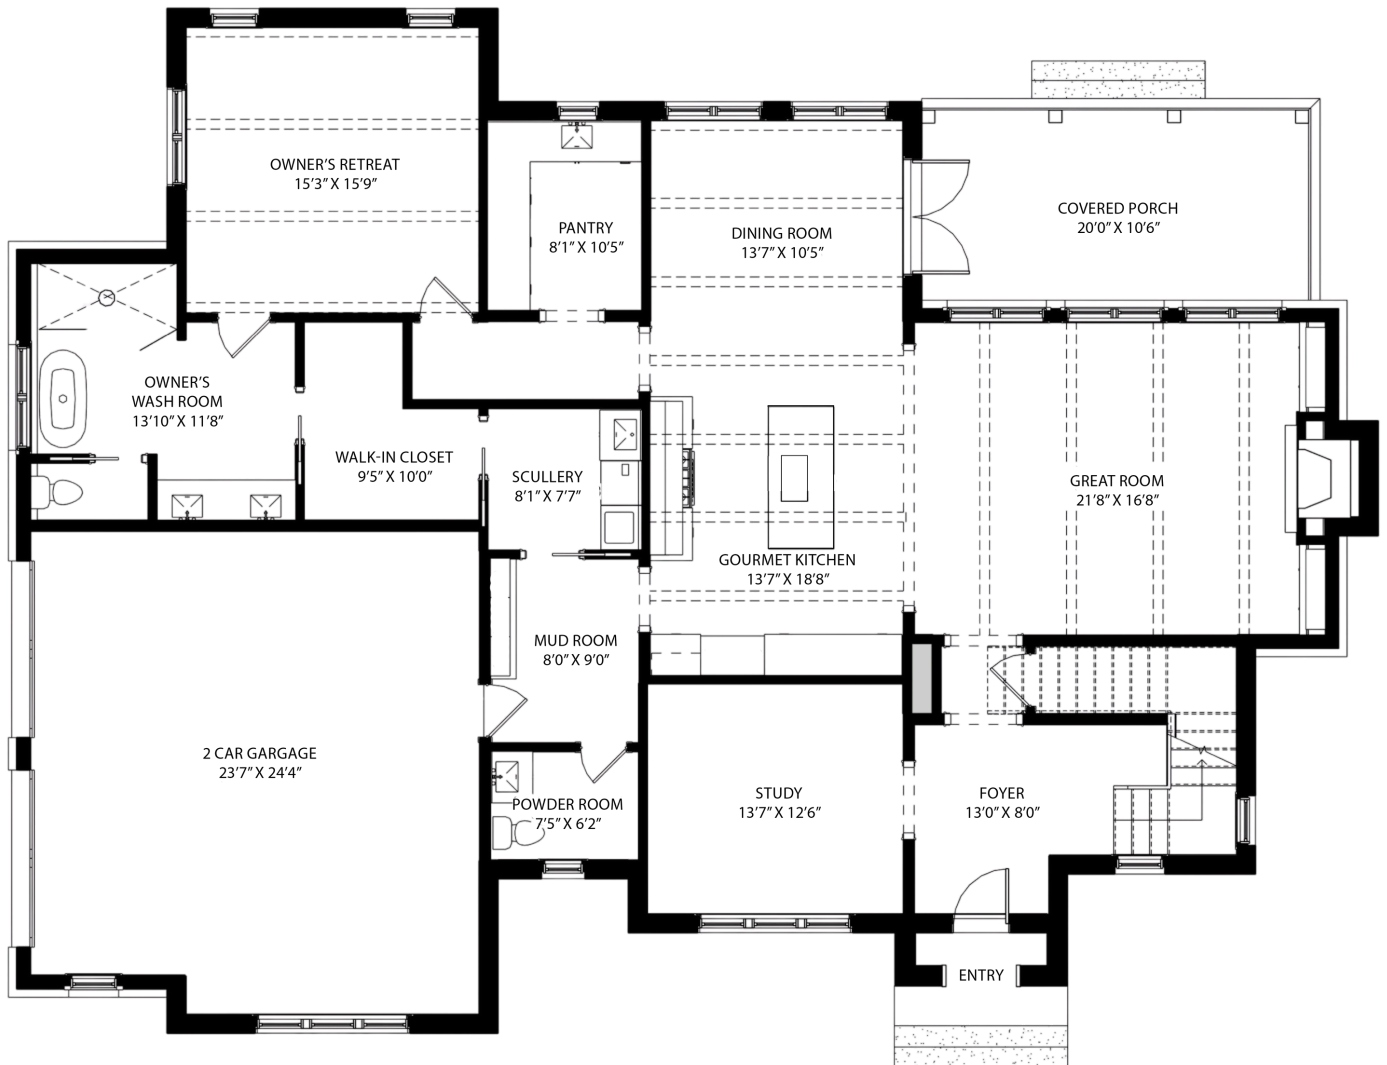 OWNER’S RETREAT
15’3” X 15’9”
PANTRY
8’1” X 10’5”
DINING ROOM
13’7” X 10’5”
COVERED PORCH
20’0” X 10’6”
OWNER’S
WASH ROOM
13’10” X 11’8”
WALK-IN CLOSET
9’5” X 10’0”
SCULLERY
8’1” X 7’7”
GREAT ROOM
21’8” X 16’8”
GOURMET KITCHEN
13’7” X 18’8”
MUD ROOM
8’0” X 9’0”
2 CAR GARGAGE
23’7” X 24’4”
POWDER ROOM
7’5” X 6’2”
STUDY
13’7” X 12’6”
FOYER
13’0” X 8’0”
ENTRY